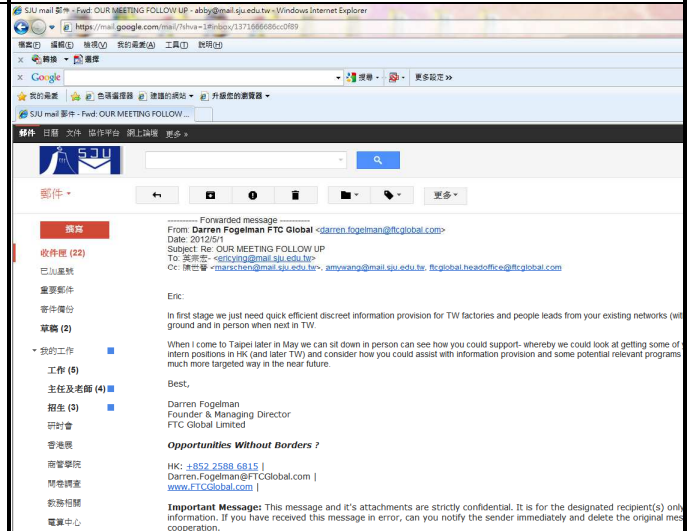 SJU mail 郵件 - Fwd: OUR MEETING FOLLOW UP - abby@mail.sju.edu.tw - Windows Internet Explorer
https://mail.google.com/mail/?shva=1#inbox/1371666686cc0f89
檔案(F) 編輯(E) 檢視(V) 我的最愛(A) 工具(T) 說明(H)
x 轉換 選擇
x Google 搜尋 更多設定 >>
我的最愛 色碼選擇器 建議的網站 升級您的瀏覽器
SJU mail 郵件 - Fwd: OUR MEETING FOLLOW ...
郵件 日曆 文件 協作平台 網上論壇 更多 »
SJU
郵件 更多
撰寫
收件匣 (22)
已加星號
重要郵件
寄件備份
草稿 (2)
我的工作
工作 (5)
主任及老師 (4)
招生 (3)
研討會
香港展
商管學院
問卷調查
教務相關
電算中心
---------- Forwarded message ----------
From: Darren Fogelman FTC Global <darren.fogelman@ftcglobal.com>
Date: 2012/5/1
Subject: Re: OUR MEETING FOLLOW UP
To: 英宗宏- <ericying@mail.sju.edu.tw>
Cc: 陳世晉 <marschen@mail.sju.edu.tw>, amywang@mail.sju.edu.tw, ftcglobal.headoffice@ftcglobal.com
Eric:
In first stage we just need quick efficient discreet information provision for TW factories and people leads from your existing networks (wit
ground and in person when next in TW.
When I come to Taipei later in May we can sit down in person can see how you could support- whereby we could look at getting some of
intern positions in HK (and later TW) and consider how you could assist with information provision and some potential relevant programs
much more targeted way in the near future.
Best,
Darren Fogelman
Founder & Managing Director
FTC Global Limited
Opportunities Without Borders ?
HK: +852 2588 6815 |
Darren.Fogelman@FTCGlobal.com |
www.FTCGlobal.com |
Important Message: This message and it's attachments are strictly confidential. It is for the designated recipient(s) only
information. If you have received this message in error, can you notify the sender immediately and delete the original mes
cooperation.